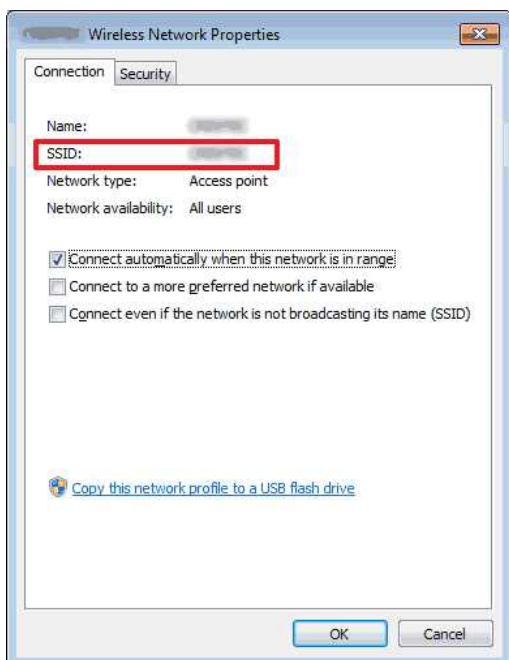 Wireless Network Properties
Connection Security
Name:
SSID:
Network type: Access point
Network availability: All users
Connect automatically when this network is in range
Connect to a more preferred network if available
Connect even if the network is not broadcasting its name (SSID)
Copy this network profile to a USB flash drive
OK Cancel